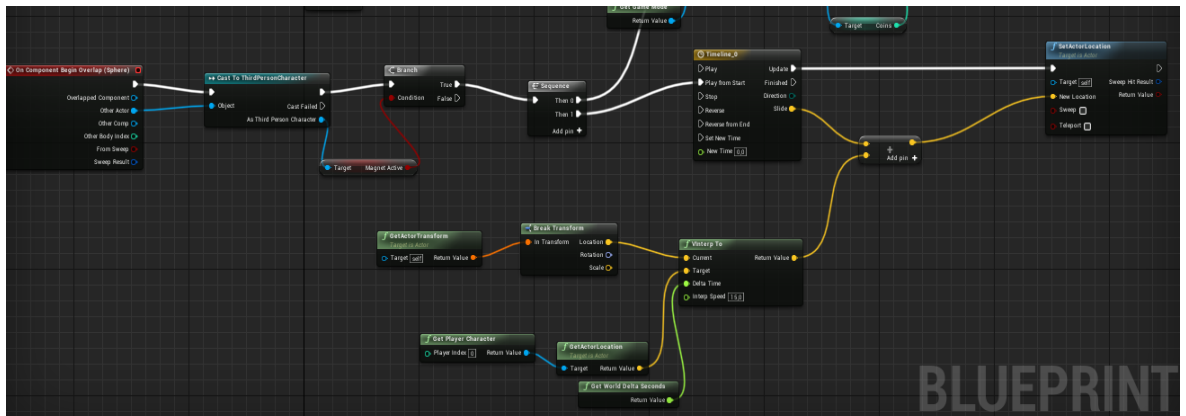 Get Game Mode
Return Value
Target Coins
On Component Begin Overlap (Sphere)
Overlapped Component
Other Actor
Other Comp
Other Body Index
From Sweep
Sweep Result
Cast To ThirdPersonCharacter
Object
Cast Failed
As Third Person Character
Target Magnet Active
Branch
True
Condition False
Sequence
Then 0
Then 1
Add pin +
Timeline_0
Play Update
Play from Start Finished
Stop Direction
Reverse Slide
Reverse from End
Set New Time
New Time 0,0
+
Add pin +
SetActorLocation
Target is Actor
Target self Sweep Hit Result
New Location Return Value
Sweep
Teleport
GetActorTransform
Target is Actor
Target self Return Value
Break Transform
In Transform Location
Rotation
Scale
VInterp To
Current Return Value
Target
Delta Time
Interp Speed 15,0
Get Player Character
Player Index 0 Return Value
GetActorLocation
Target is Actor
Target Return Value
Get World Delta Seconds
Return Value
BLUEPRINT